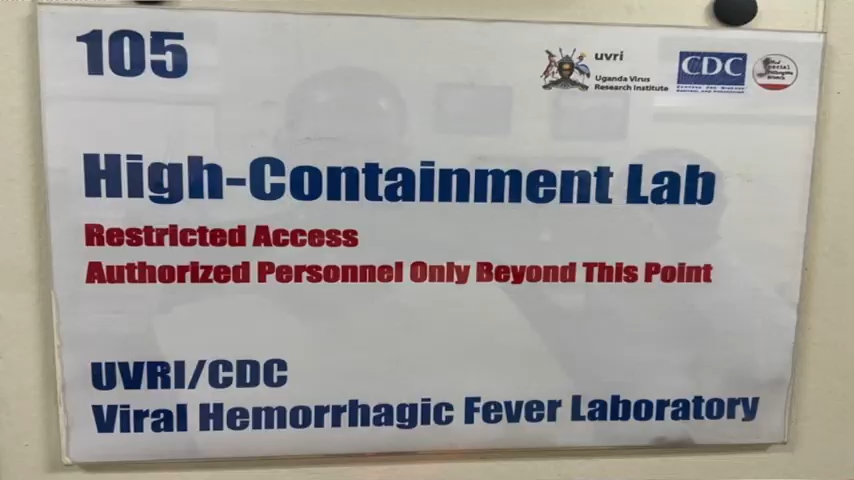 105
uvri
Uganda Virus
Research Institute
CDC
High-Containment Lab
Restricted Access
Authorized Personnel Only Beyond This Point
UVRI/CDC
Viral Hemorrhagic Fever Laboratory